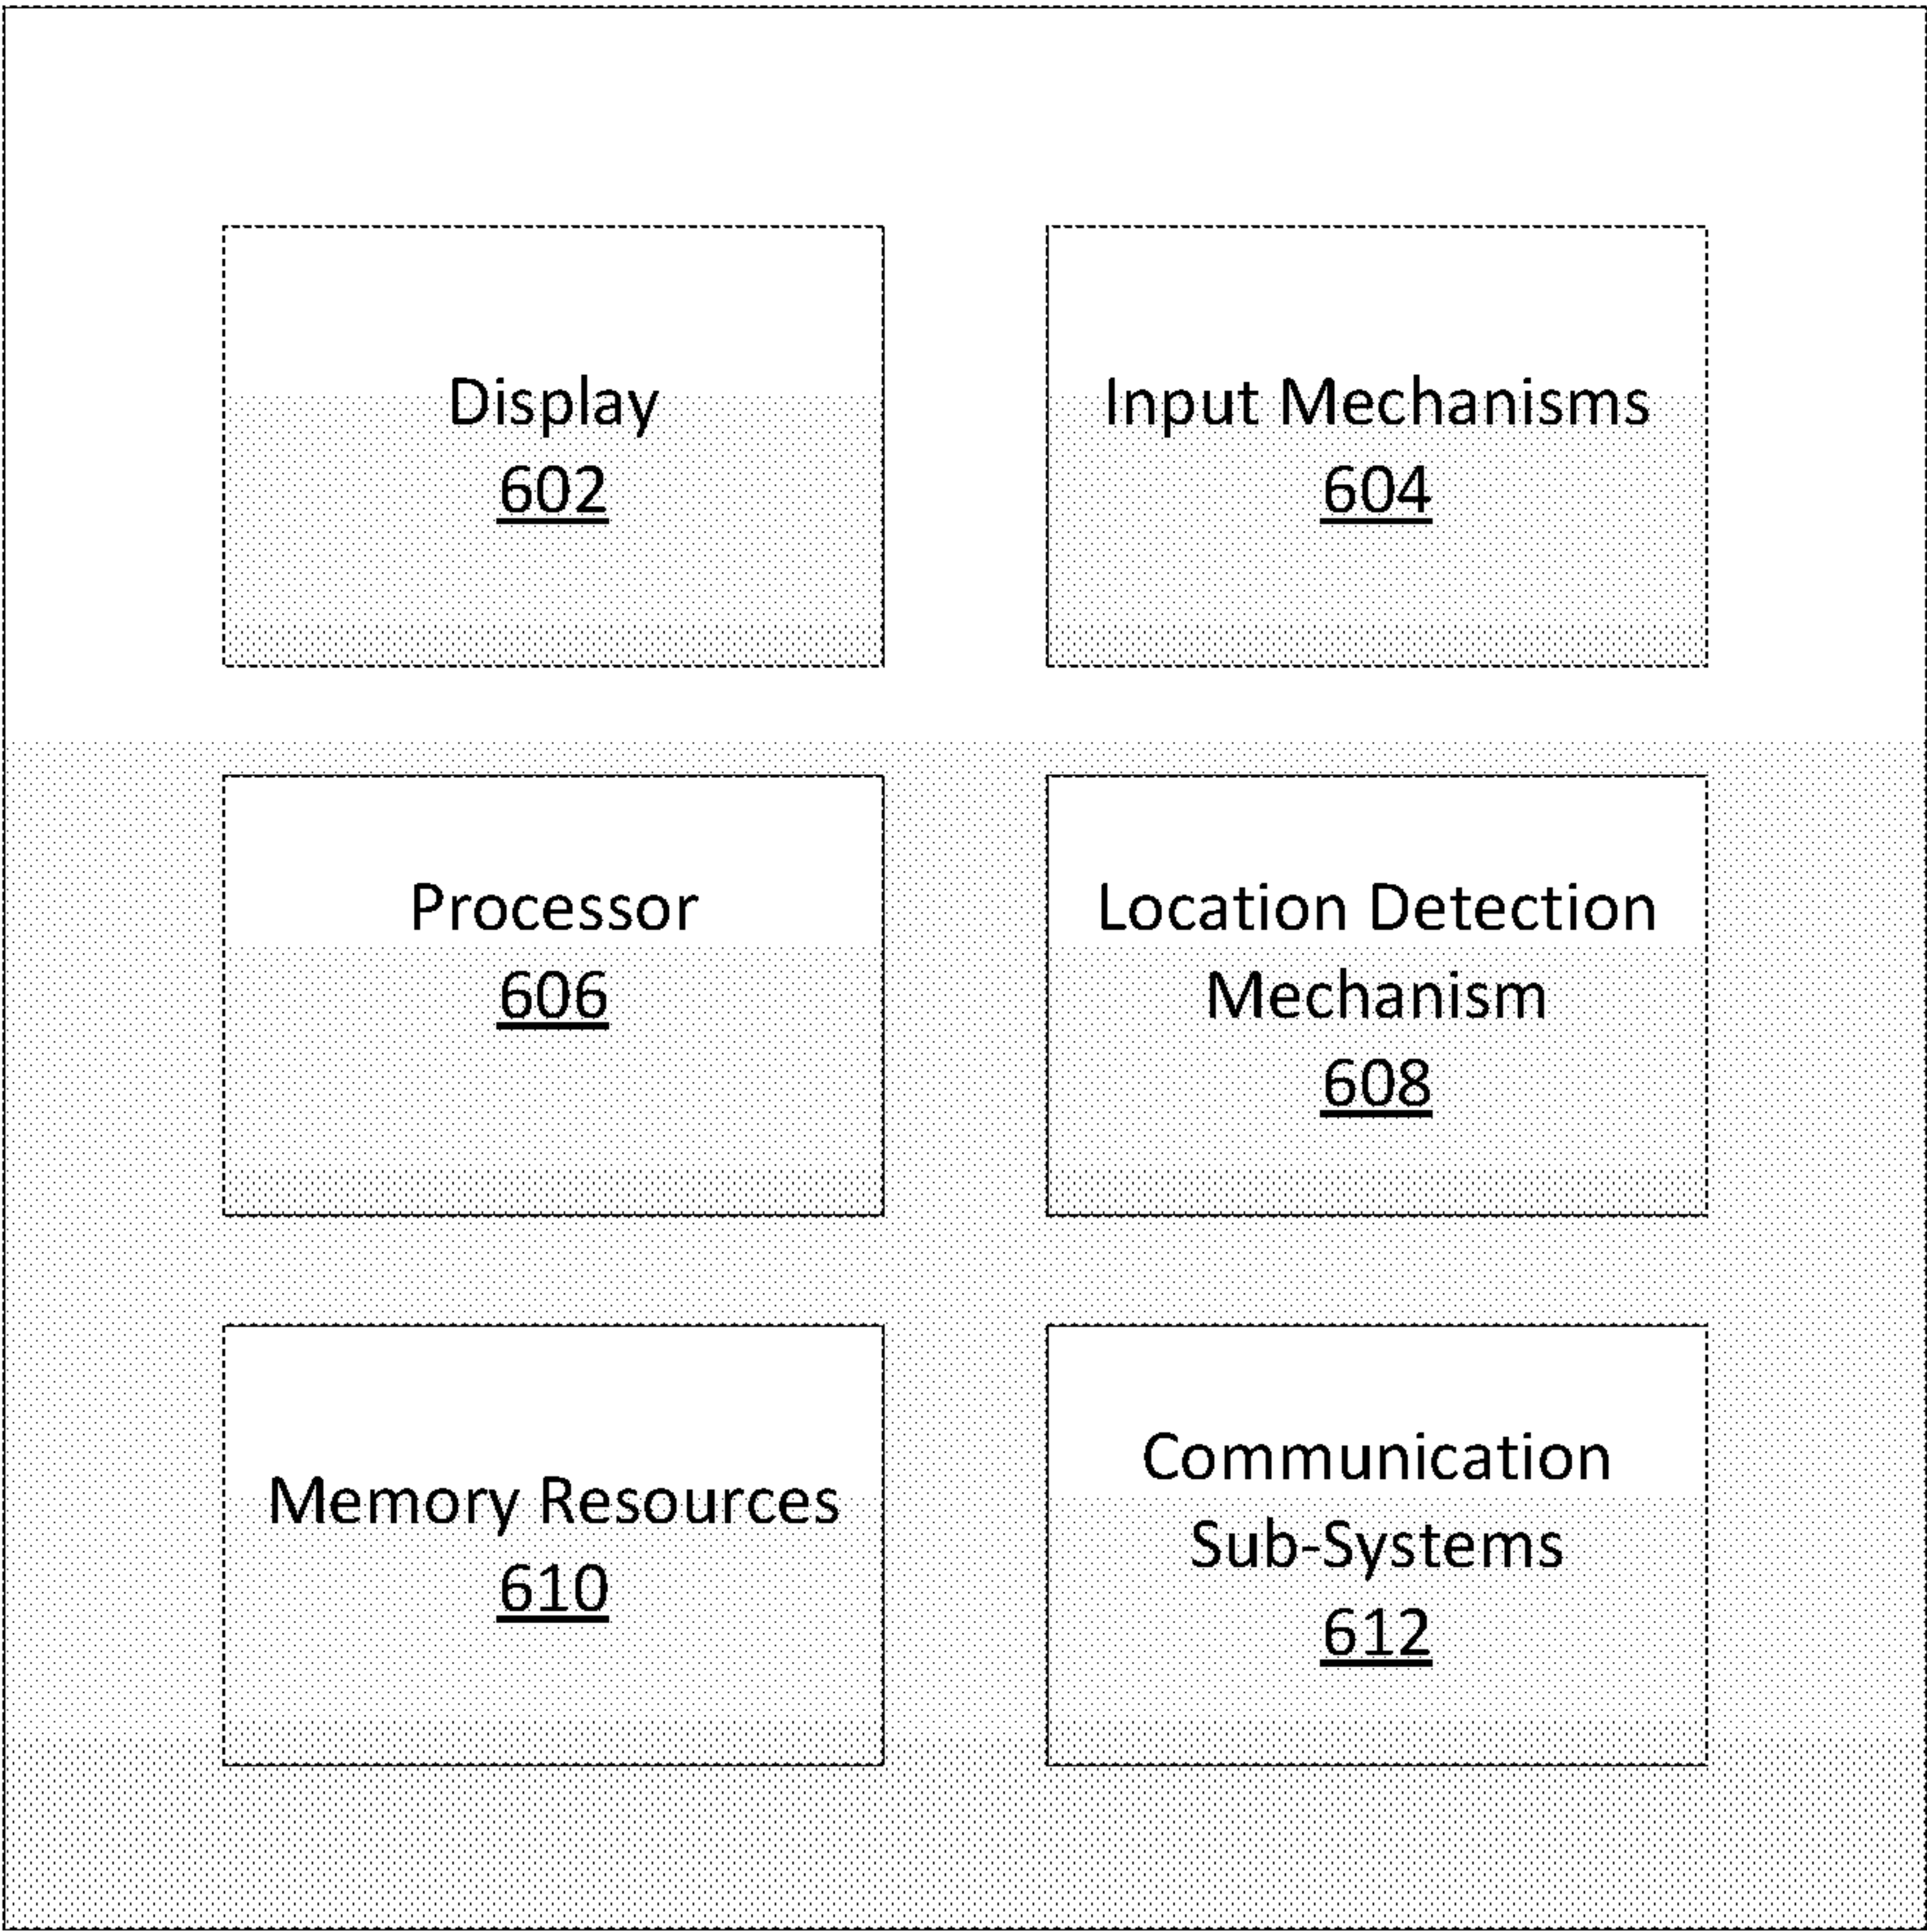 Display
602
Input Mechanisms
604
Processor
606
Location Detection
Mechanism
608
Memory Resources
610
Communication
Sub-Systems
612